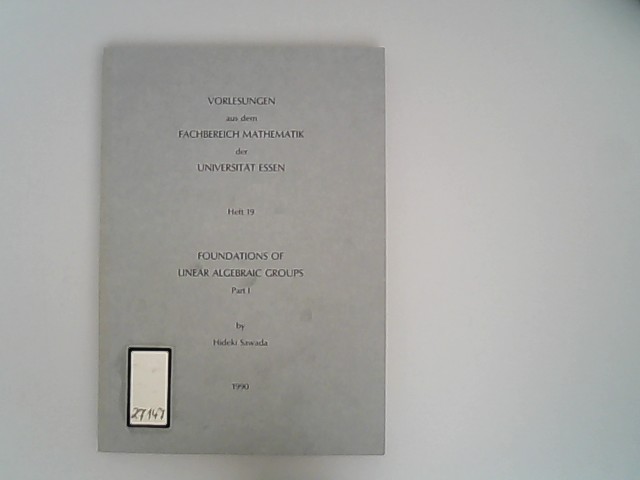 VORLESUNGEN
aus dem
FACHBEREICH MATHEMATIK
der
UNIVERSITÄT ESSEN
Heft 19
FOUNDATIONS OF
LINEAR ALGEBRAIC GROUPS
Part I
by
Hideki Sawada
1990
27147